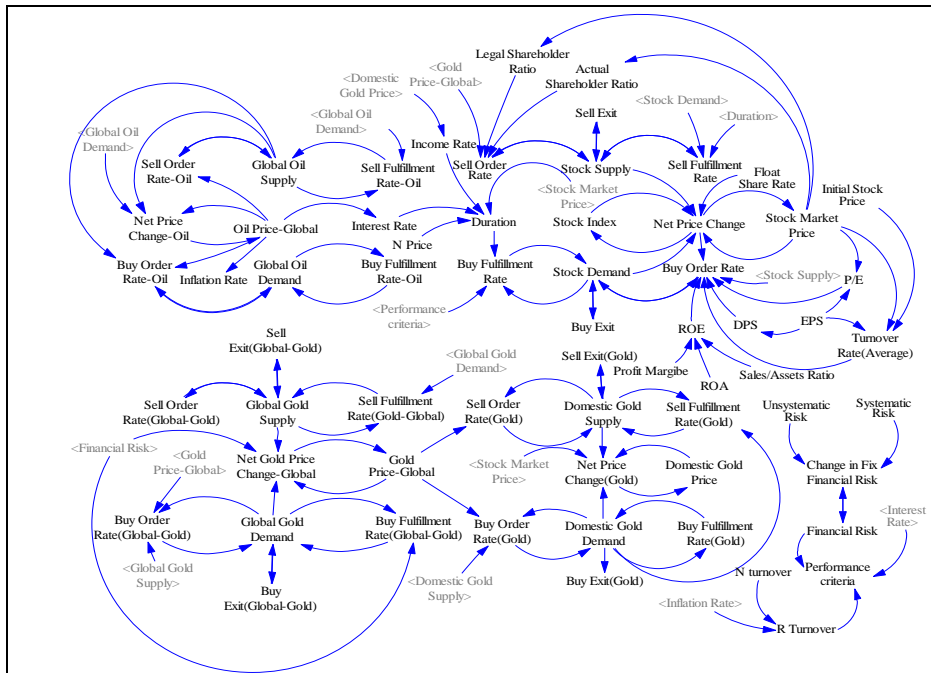 Legal Shareholder
Ratio
<Gold
Price-Global>
Actual
Shareholder Ratio
<Domestic
Gold Price>
<Stock Demand>
Sell Exit
<Duration>
<Global Oil
Demand>
<Global Oil
Demand>
Income Rate
Sell Order
Rate-Oil
Global Oil
Supply
Sell Fulfillment
Rate-Oil
Sell Order
Rate
Stock Supply
Sell Fulfillment
Rate
Float
Share Rate
Initial Stock
Price
<Stock Market
Price>
Net Price
Change-Oil
Oil Price-Global
Interest Rate
Duration
Stock Index
Net Price Change
Stock Market
Price
N Price
Buy Order
Rate-Oil
Inflation Rate
Global Oil
Demand
Buy Fulfillment
Rate-Oil
Buy Fulfillment
Rate
Stock Demand
Buy Order Rate
<Stock Supply>
P/E
<Performance
criteria>
Buy Exit
ROE
DPS
EPS
Turnover
Rate(Average)
Sell
Exit(Global-Gold)
<Global Gold
Demand>
Sell Exit(Gold)
Profit Margibe
ROA
Sales/Assets Ratio
Sell Order
Rate(Global-Gold)
Global Gold
Supply
Sell Fulfillment
Rate(Gold-Global)
Sell Order
Rate(Gold)
Domestic Gold
Supply
Sell Fulfillment
Rate(Gold)
Unsystematic
Risk
Systematic
Risk
<Financial Risk>
<Gold
Price-Global>
Net Gold Price
Change-Global
Gold
Price-Global
<Stock Market
Price>
Net Price
Change(Gold)
Domestic Gold
Price
Change in Fix
Financial Risk
Buy Order
Rate(Global-Gold)
Global Gold
Demand
Buy Fulfillment
Rate(Global-Gold)
Buy Order
Rate(Gold)
Domestic Gold
Demand
Buy Fulfillment
Rate(Gold)
Financial Risk
<Interest
Rate>
<Global Gold
Supply>
Buy
Exit(Global-Gold)
<Domestic Gold
Supply>
Buy Exit(Gold)
N turnover
Performance
criteria
<Inflation Rate>
R Turnover